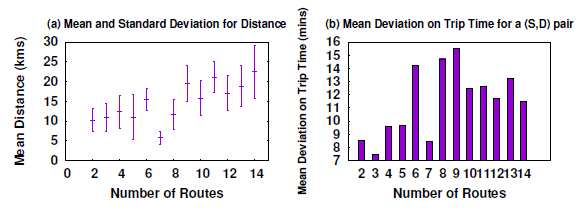 (a) Mean and Standard Deviation for Distance
Mean Distance (kms)
30
25
20
15
10
5
0
0 2 4 6 8 10 12 14
Number of Routes
(b) Mean Deviation on Trip Time for a (S,D) pair
Mean Deviation on Trip Time (mins)
16
15
14
13
12
11
10
9
8
7
2 3 4 5 6 7 8 9 10 11 12 13 14
Number of Routes